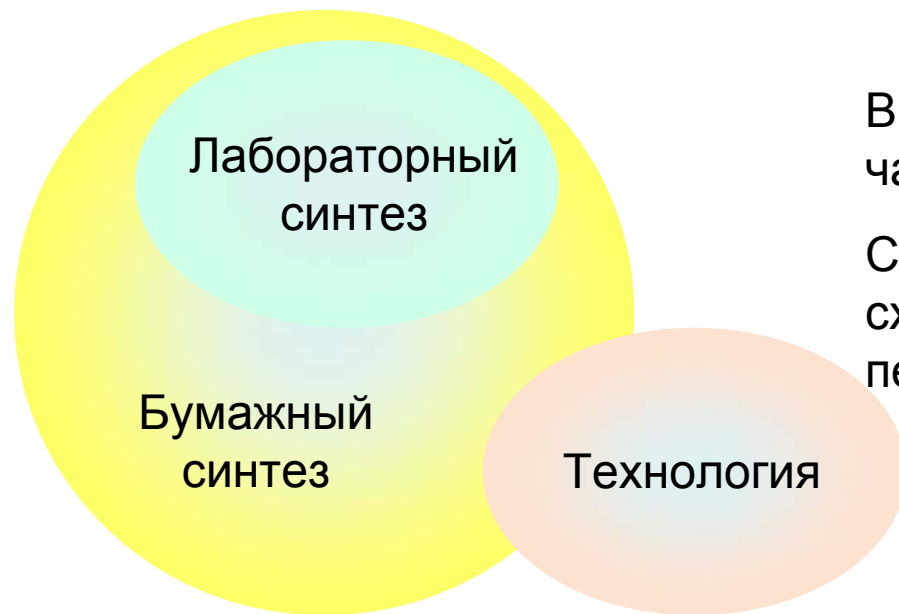 Лабораторный
синтез
Бумажный
синтез
Технология